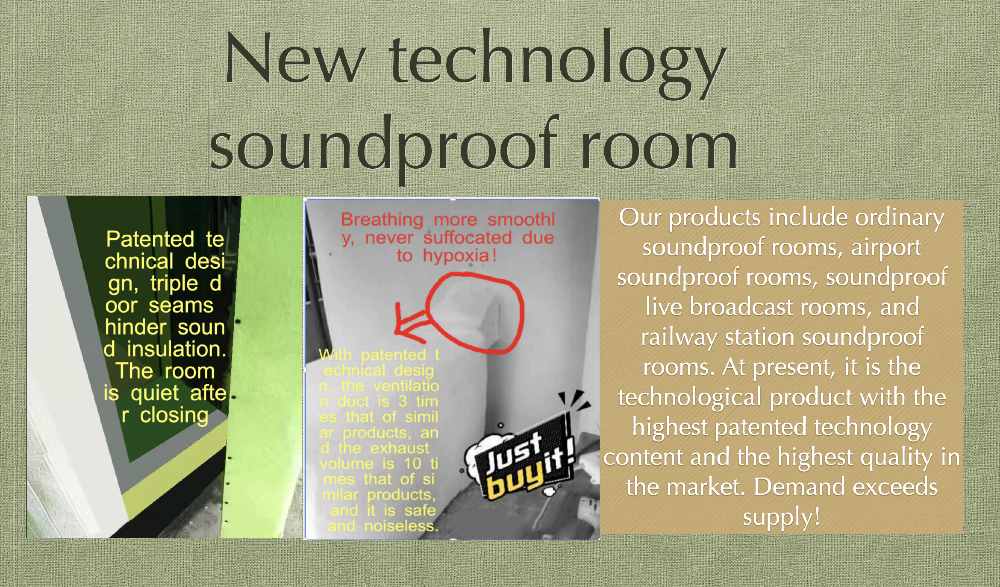 New technology
soundproof room
Patented te
chnical desi
gn, triple d
oor seams
hinder soun
d insulation.
The room
is quiet afte
r closing
Breathing more smoothl
y, never suffocated due
to hypoxia!
With patented t
echnical desig
n, the ventilatio
n duct is 3 tim
es that of simil
ar products, an
d the exhaust
volume is 10 ti
mes that of si
milar products,
and it is safe
and noiseless.
Just
buy it!
Our products include ordinary
soundproof rooms, airport
soundproof rooms, soundproof
live broadcast rooms, and
railway station soundproof
rooms. At present, it is the
technological product with the
highest patented technology
content and the highest quality in
the market. Demand exceeds
supply!